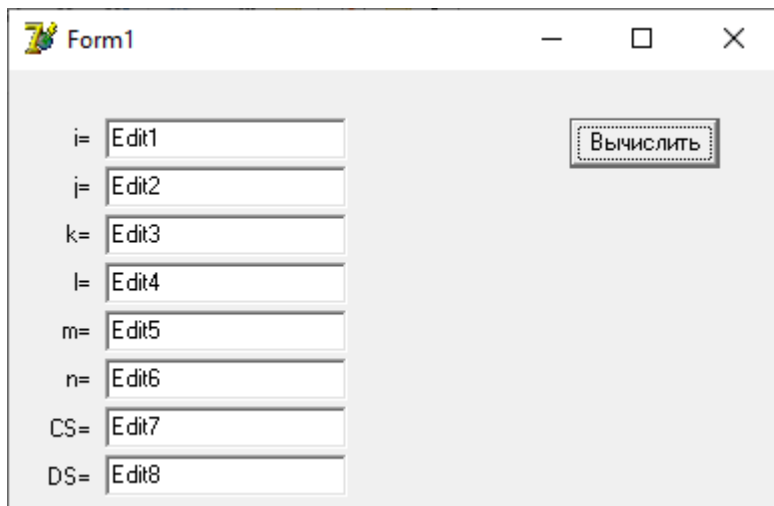 Form1
i= Edit1
Вычислить
j= Edit2
k= Edit3
l= Edit4
m= Edit5
n= Edit6
CS= Edit7
DS= Edit8